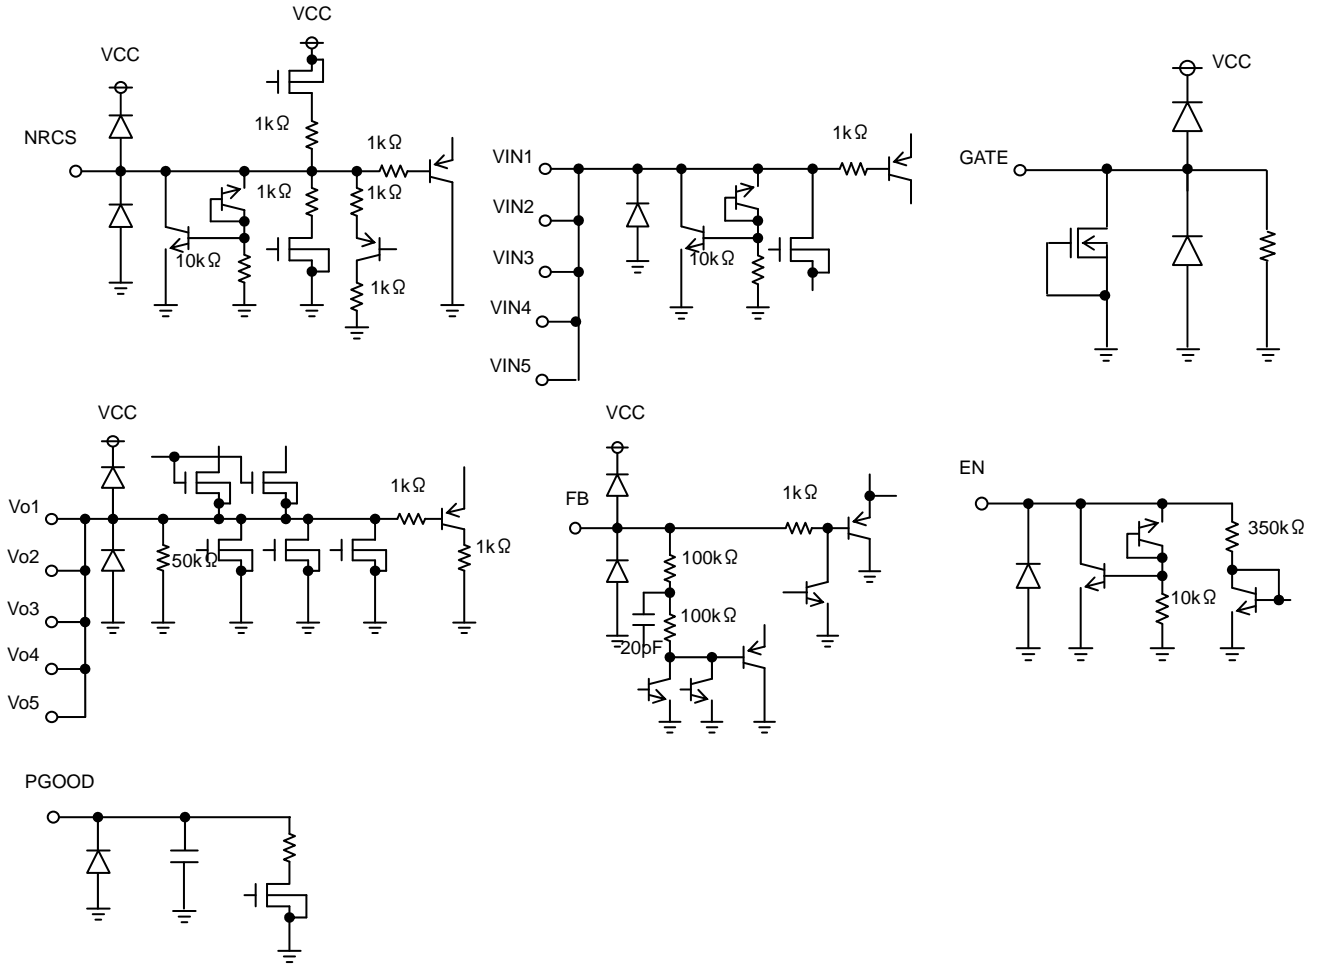 VCC
VCC
NRCS
1kΩ
1kΩ
1kΩ
1kΩ
10kΩ
1kΩ
VIN1
VIN2
VIN3
VIN4
VIN5
1kΩ
10kΩ
VCC
GATE
VCC
Vo1
Vo2
Vo3
Vo4
Vo5
50kΩ
1kΩ
1kΩ
VCC
FB
1kΩ
100kΩ
100kΩ
20pF
EN
350kΩ
10kΩ
PGOOD